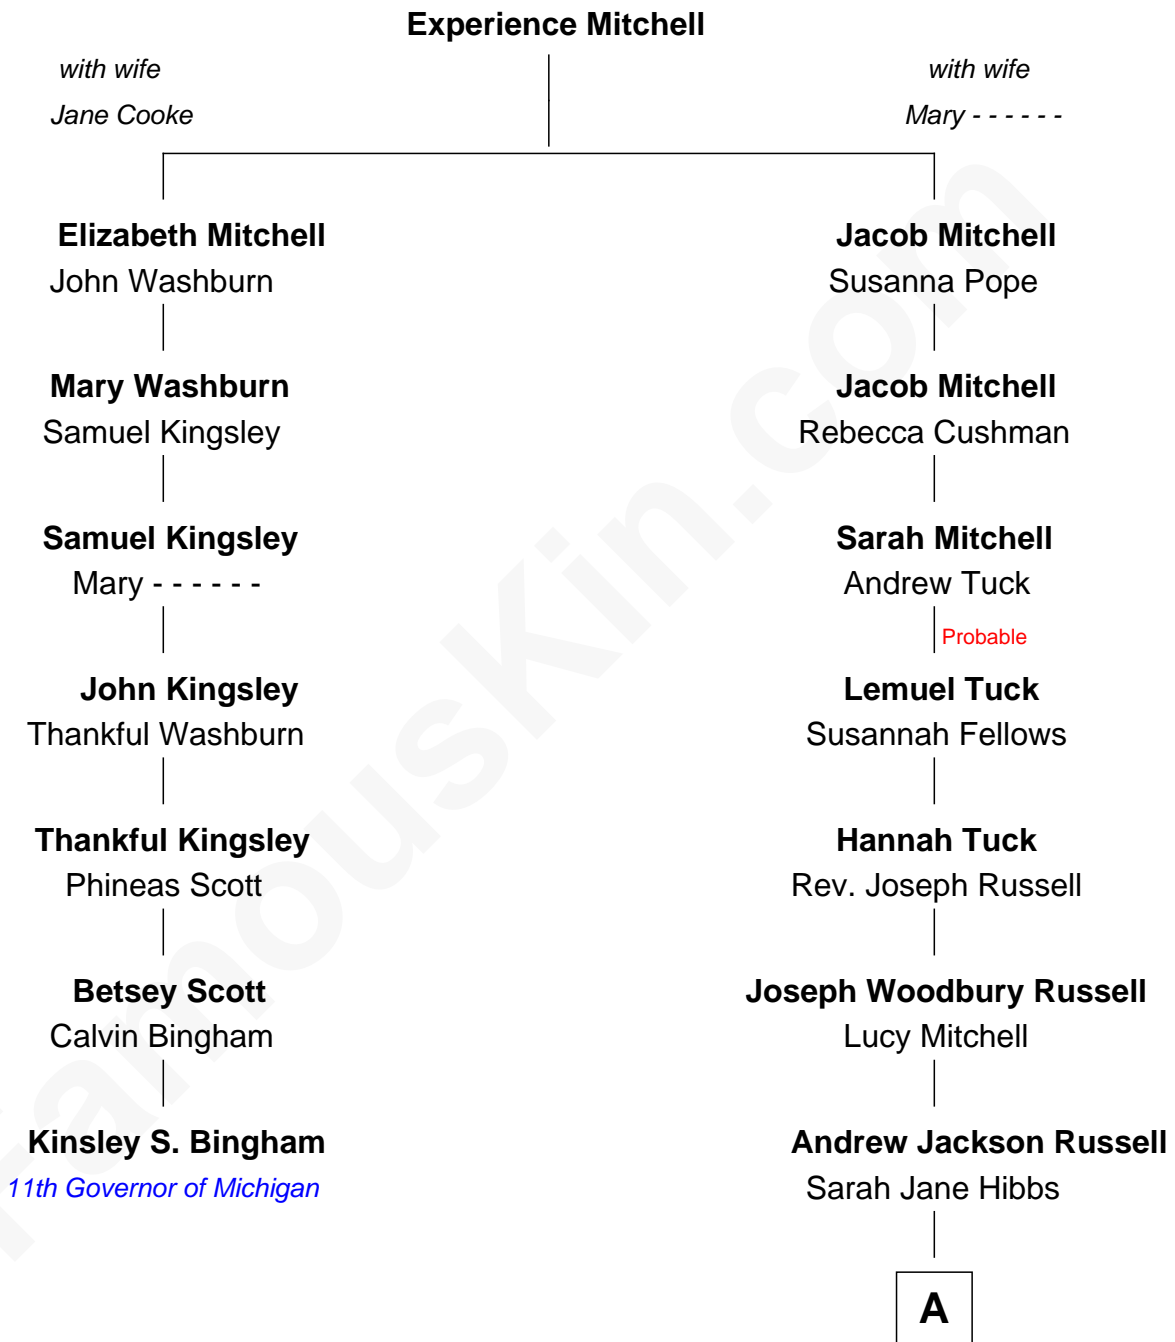 Experience Mitchell
with wife
Jane Cooke
with wife
Mary - - - - - -
Elizabeth Mitchell
John Washburn
Jacob Mitchell
Susanna Pope
Mary Washburn
Samuel Kingsley
Jacob Mitchell
Rebecca Cushman
Samuel Kingsley
Mary - - - - - -
Sarah Mitchell
Andrew Tuck
Probable
John Kingsley
Thankful Washburn
Lemuel Tuck
Susannah Fellows
Thankful Kingsley
Phineas Scott
Hannah Tuck
Rev. Joseph Russell
Betsey Scott
Calvin Bingham
Joseph Woodbury Russell
Lucy Mitchell
Kinsley S. Bingham
11th Governor of Michigan
Andrew Jackson Russell
Sarah Jane Hibbs
A
FamousKin.com